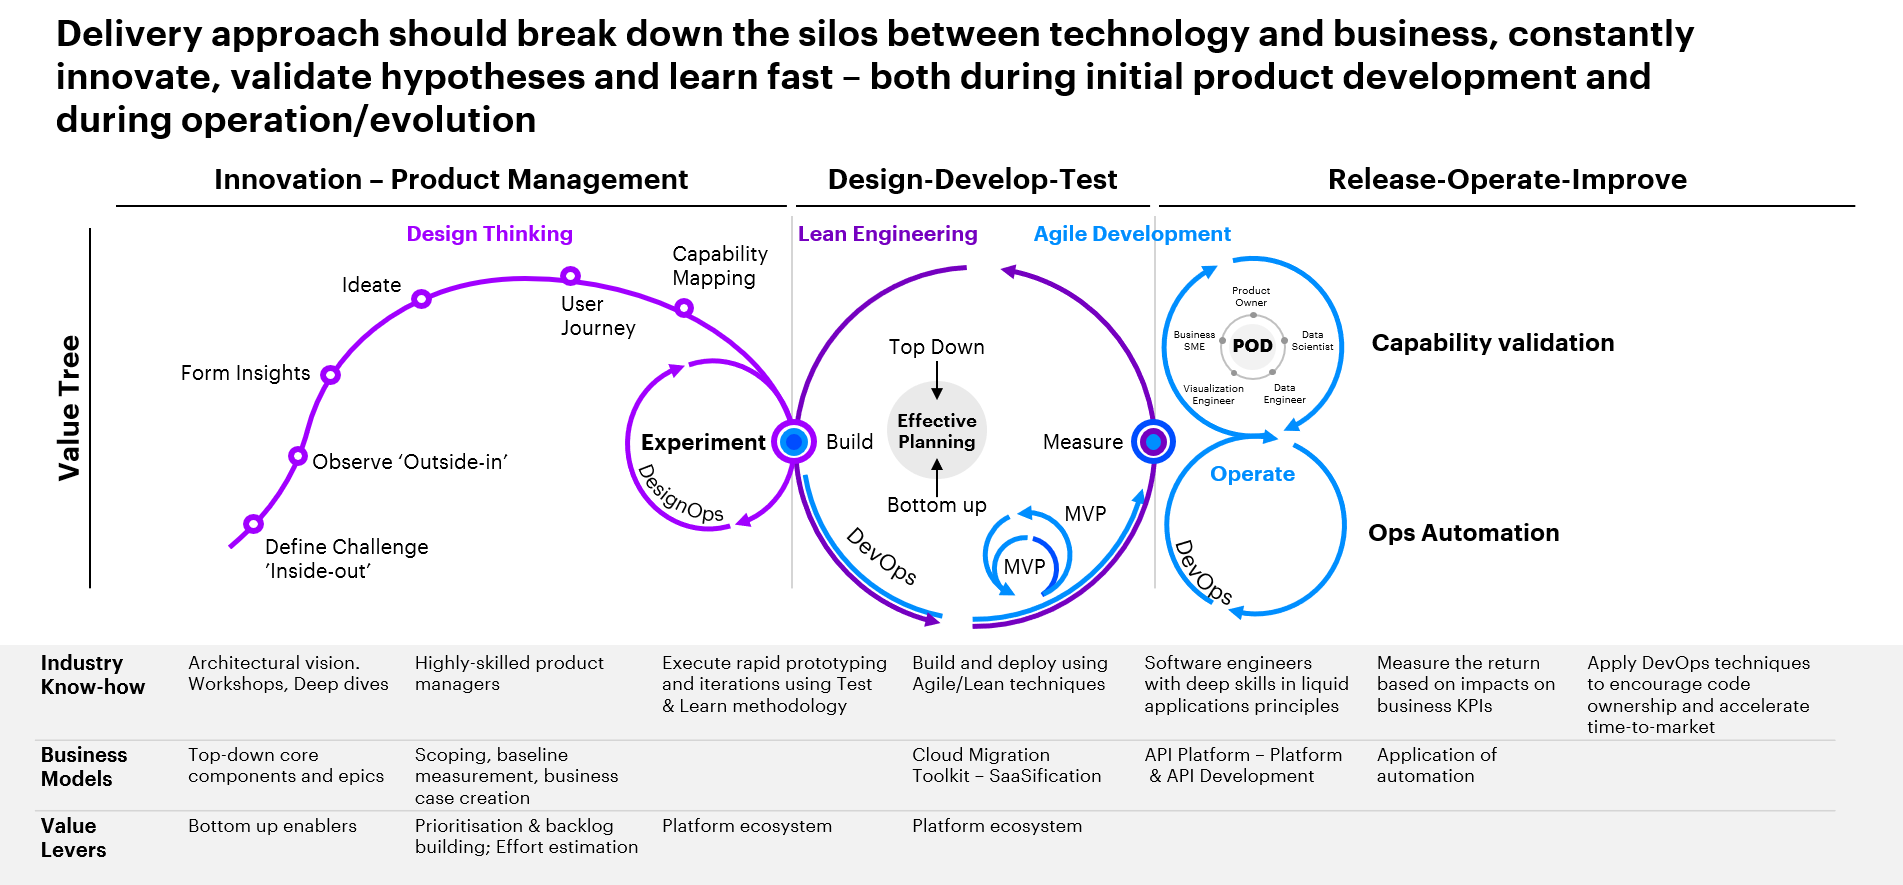 Delivery approach should break down the silos between technology and business, constantly
innovate, validate hypotheses and learn fast – both during initial product development and
during operation/evolution
Innovation – Product Management
Design-Develop-Test
Release-Operate-Improve
Value Tree
Design Thinking
Lean Engineering
Agile Development
Capability
Mapping
Ideate
User
Journey
Form Insights
Observe ‘Outside-in’
Define Challenge
’Inside-out’
Experiment
DesignOps
Build
Top Down
Effective
Planning
Bottom up
Measure
DevOps
MVP
MVP
Product
Owner
Business
SME
POD
Data
Scientist
Visualization
Engineer
Data
Engineer
Capability validation
Operate
DevOps
Ops Automation
Industry
Know-how
Architectural vision.
Workshops, Deep dives
Highly-skilled product
managers
Execute rapid prototyping
and iterations using Test
& Learn methodology
Build and deploy using
Agile/Lean techniques
Software engineers
with deep skills in liquid
applications principles
Measure the return
based on impacts on
business KPIs
Apply DevOps techniques
to encourage code
ownership and accelerate
time-to-market
Business
Models
Top-down core
components and epics
Scoping, baseline
measurement, business
case creation
Cloud Migration
Toolkit – SaaSification
API Platform – Platform
& API Development
Application of
automation
Value
Levers
Bottom up enablers
Prioritisation & backlog
building; Effort estimation
Platform ecosystem
Platform ecosystem